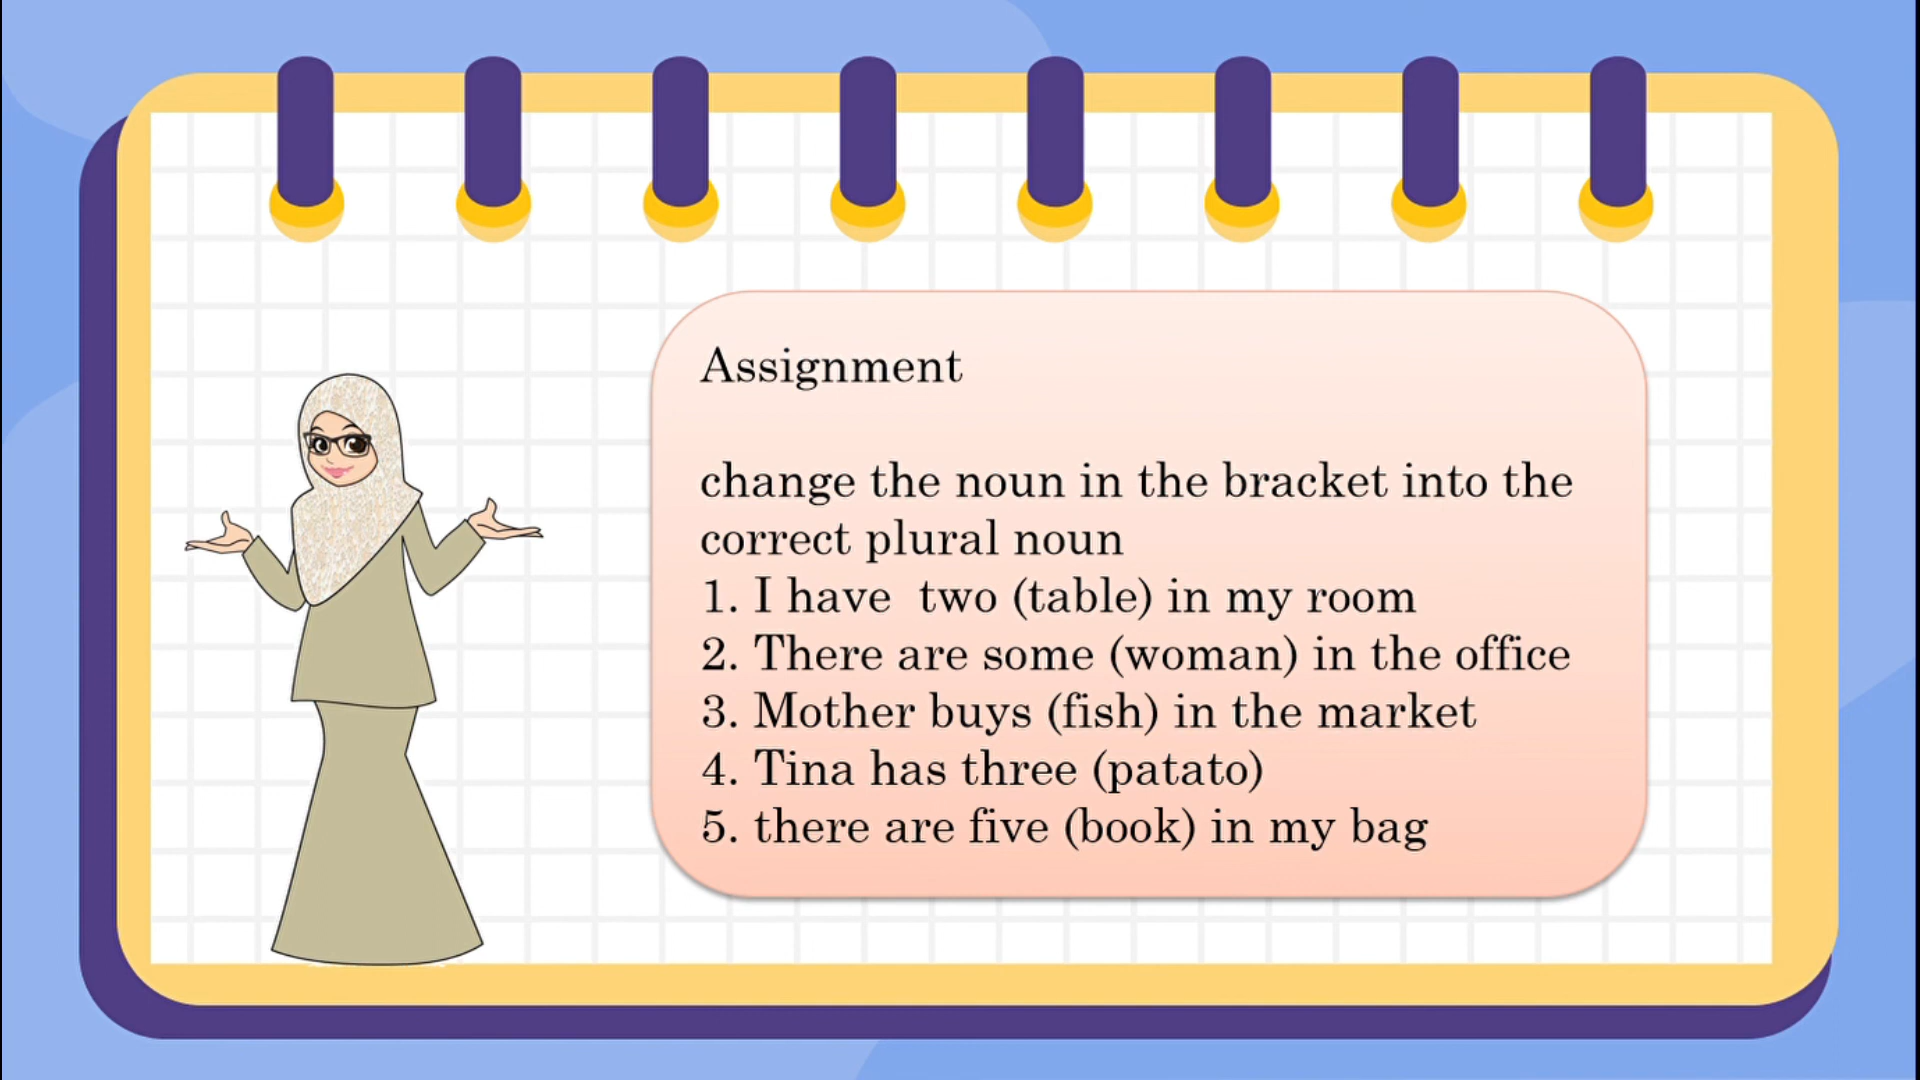 Assignment
change the noun in the bracket into the
correct plural noun
1. I have  two (table) in my room
2. There are some (woman) in the office
3. Mother buys (fish) in the market
4. Tina has three (patato)
5. there are five (book) in my bag